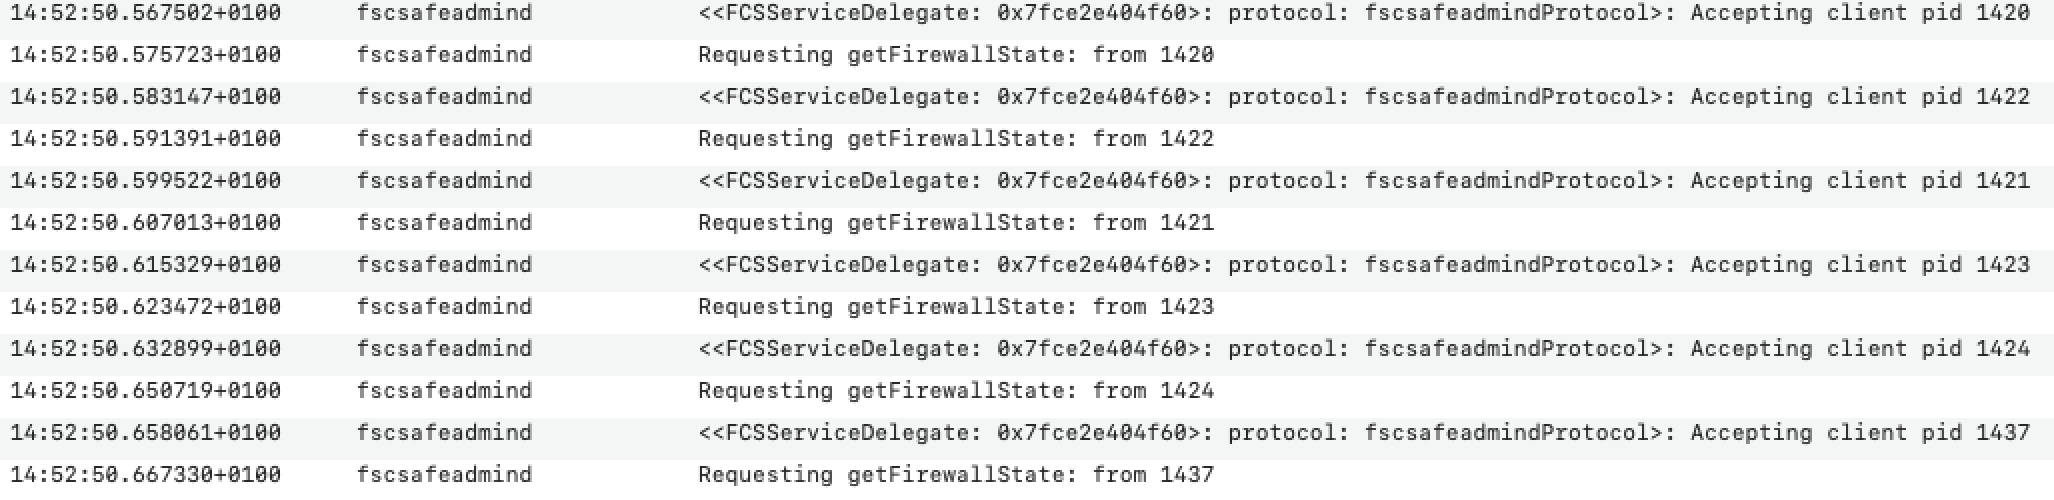 14:52:50.567502+0100 fscsafeadmind <<FCSServiceDelegate: 0x7fce2e404f60>: protocol: fscsafeadmindProtocol>: Accepting client pid 1420
14:52:50.575723+0100 fscsafeadmind Requesting getFirewallState: from 1420
14:52:50.583147+0100 fscsafeadmind <<FCSServiceDelegate: 0x7fce2e404f60>: protocol: fscsafeadmindProtocol>: Accepting client pid 1422
14:52:50.591391+0100 fscsafeadmind Requesting getFirewallState: from 1422
14:52:50.599522+0100 fscsafeadmind <<FCSServiceDelegate: 0x7fce2e404f60>: protocol: fscsafeadmindProtocol>: Accepting client pid 1421
14:52:50.607013+0100 fscsafeadmind Requesting getFirewallState: from 1421
14:52:50.615329+0100 fscsafeadmind <<FCSServiceDelegate: 0x7fce2e404f60>: protocol: fscsafeadmindProtocol>: Accepting client pid 1423
14:52:50.623472+0100 fscsafeadmind Requesting getFirewallState: from 1423
14:52:50.632899+0100 fscsafeadmind <<FCSServiceDelegate: 0x7fce2e404f60>: protocol: fscsafeadmindProtocol>: Accepting client pid 1424
14:52:50.650719+0100 fscsafeadmind Requesting getFirewallState: from 1424
14:52:50.658061+0100 fscsafeadmind <<FCSServiceDelegate: 0x7fce2e404f60>: protocol: fscsafeadmindProtocol>: Accepting client pid 1437
14:52:50.667330+0100 fscsafeadmind Requesting getFirewallState: from 1437